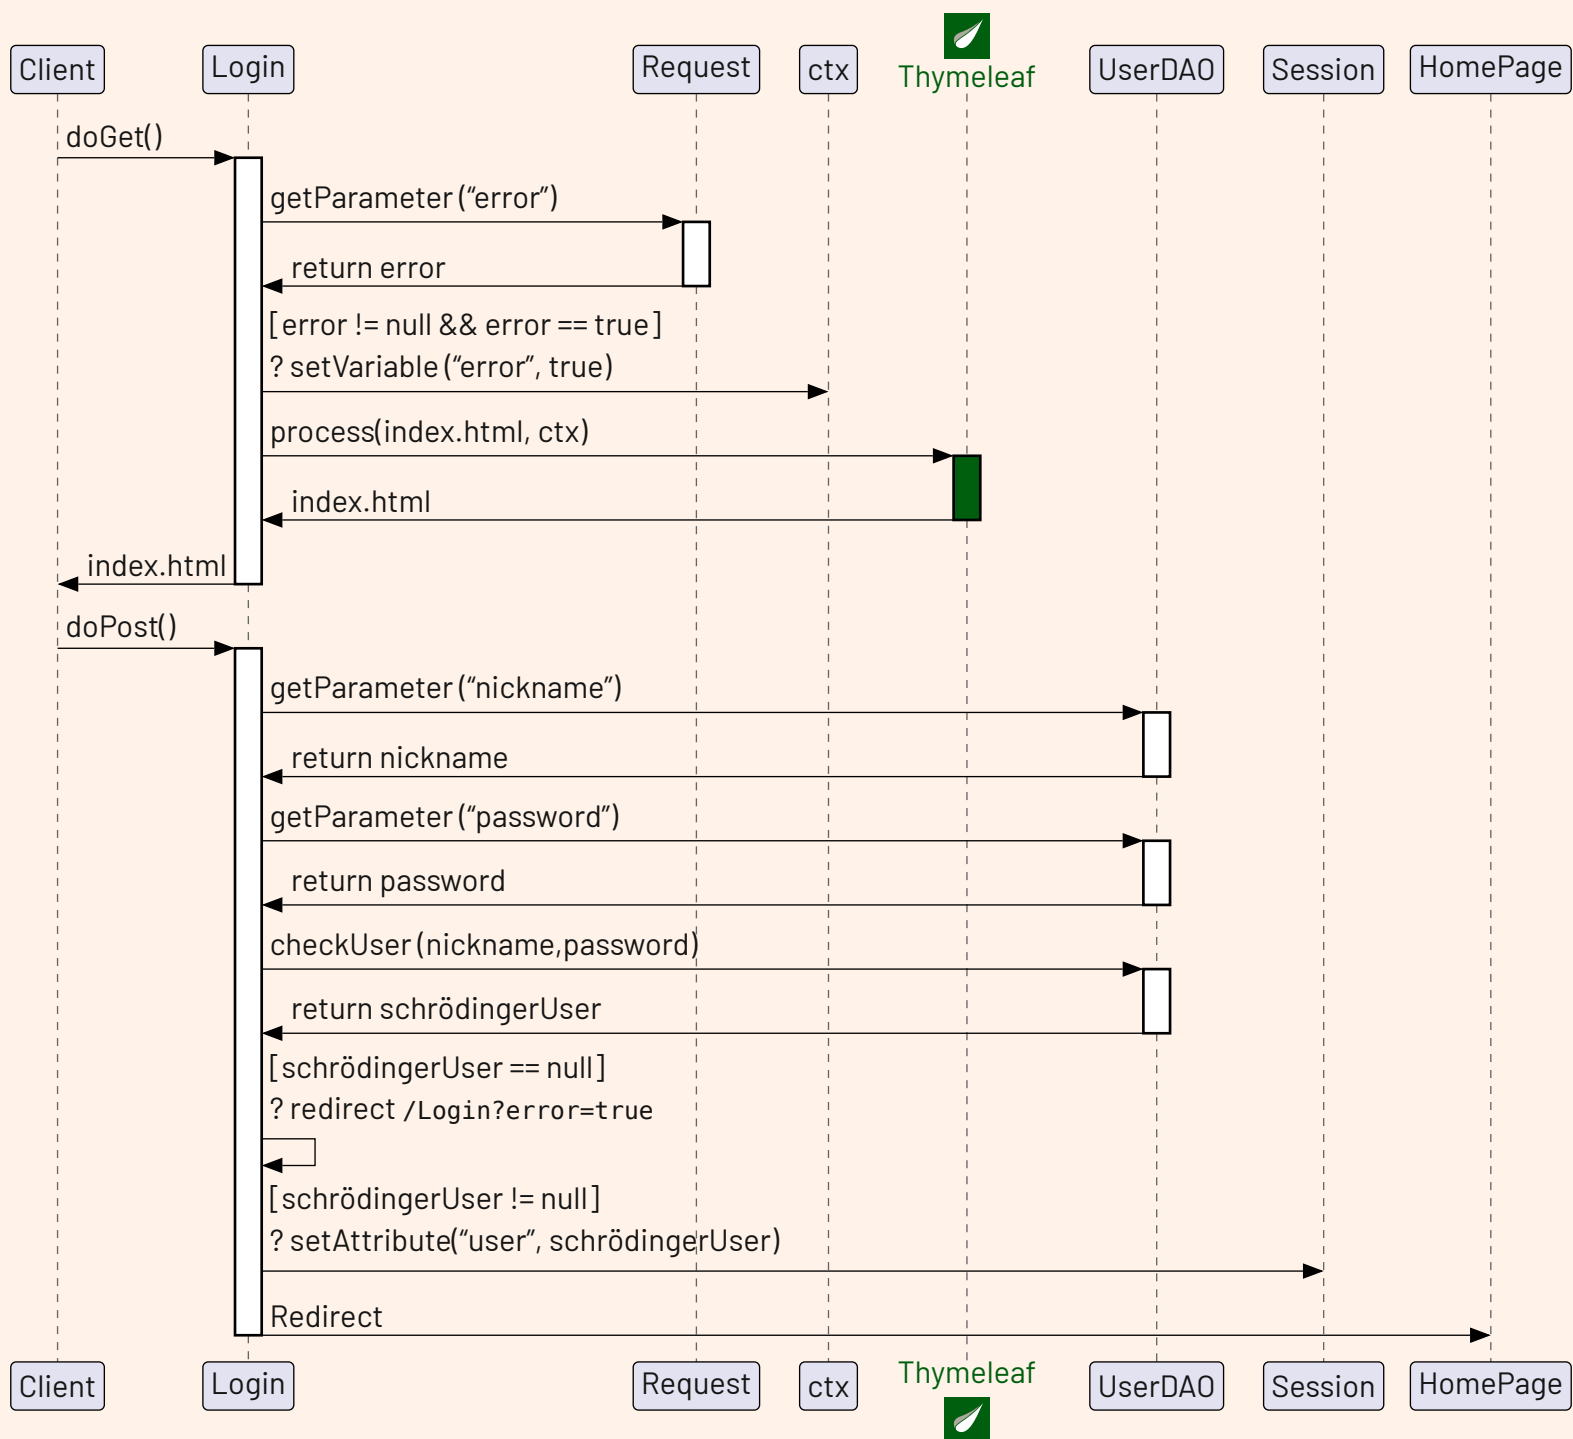 Client
Login
Request
ctx
Thymeleaf
UserDAO
Session
HomePage
doGet()
getParameter(“error”)
return error
[error != null && error == true]
? setVariable(“error”, true)
process(index.html, ctx)
index.html
index.html
doPost()
getParameter(“nickname”)
return nickname
getParameter(“password”)
return password
checkUser(nickname,password)
return schrödingerUser
[schrödingerUser == null]
? redirect /Login?error=true
[schrödingerUser != null]
? setAttribute(“user”, schrödingerUser)
Redirect
Client
Login
Request
ctx
Thymeleaf
UserDAO
Session
HomePage